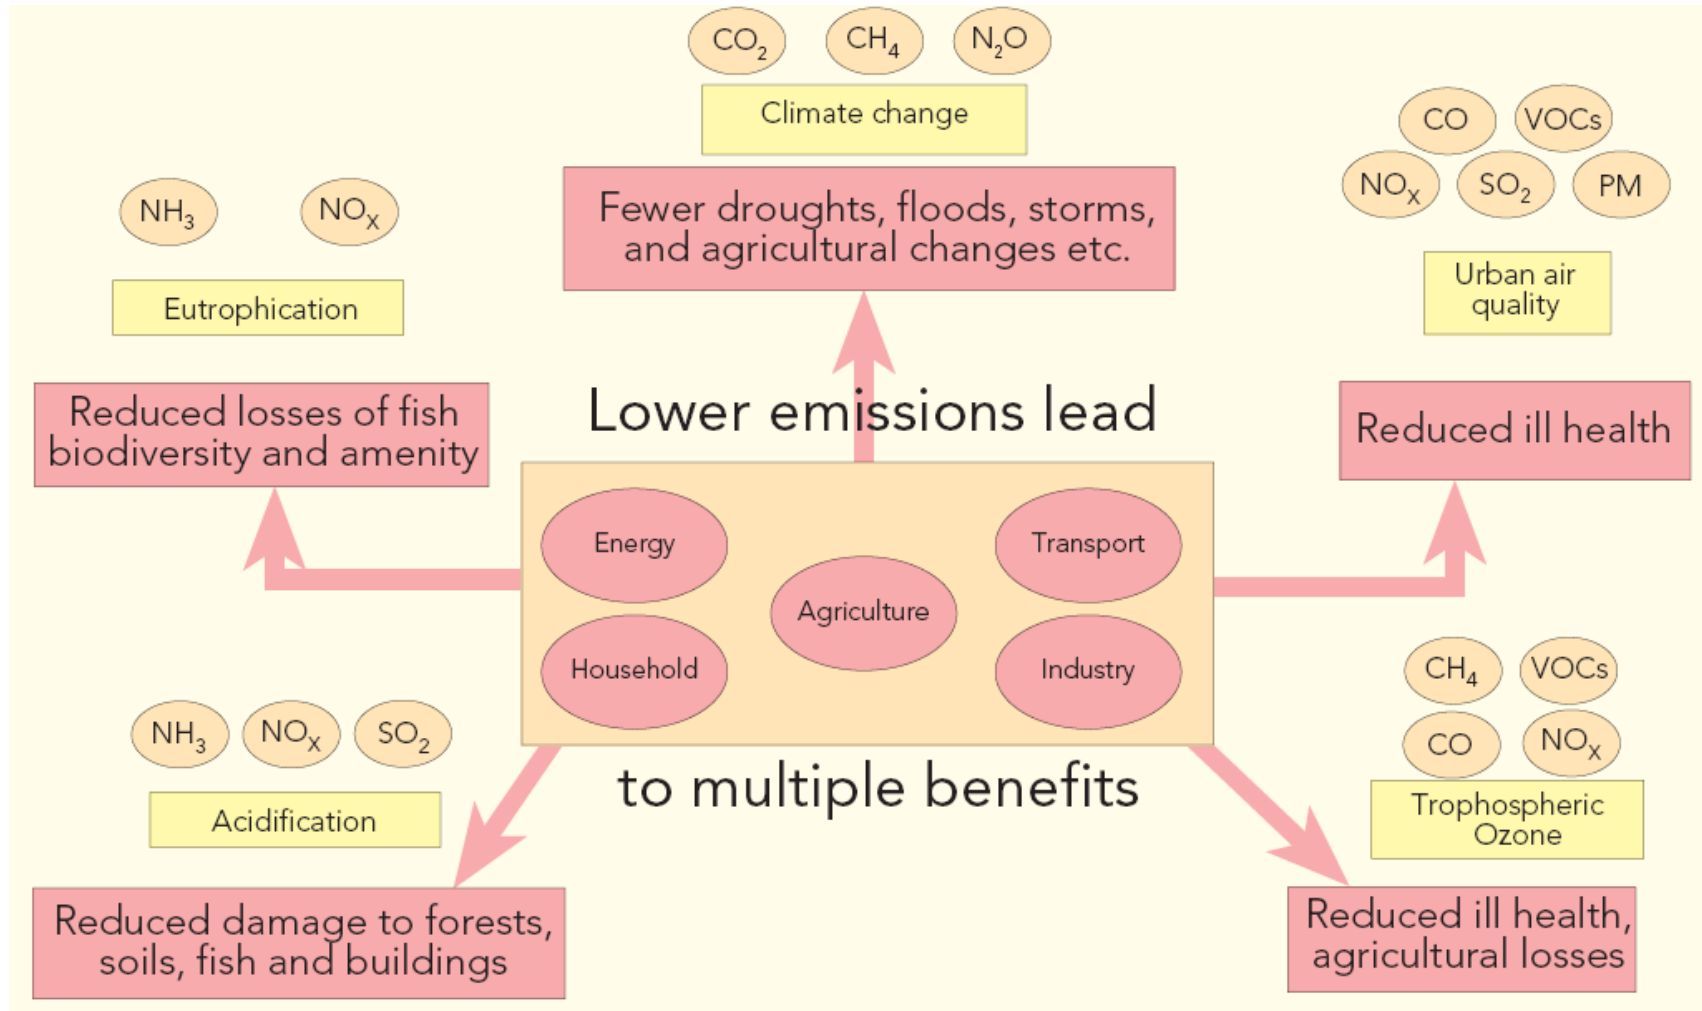 CO₂
CH₄
N₂O
Climate change
Fewer droughts, floods, storms,
and agricultural changes etc.
CO
VOCs
NOₓ
SO₂
PM
Urban air
quality
Reduced ill health
NH₃
NOₓ
Eutrophication
Reduced losses of fish
biodiversity and amenity
Lower emissions lead
Energy
Transport
Agriculture
Household
Industry
to multiple benefits
NH₃
NOₓ
SO₂
Acidification
Reduced damage to forests,
soils, fish and buildings
CH₄
VOCs
CO
NOₓ
Trophospheric
Ozone
Reduced ill health,
agricultural losses